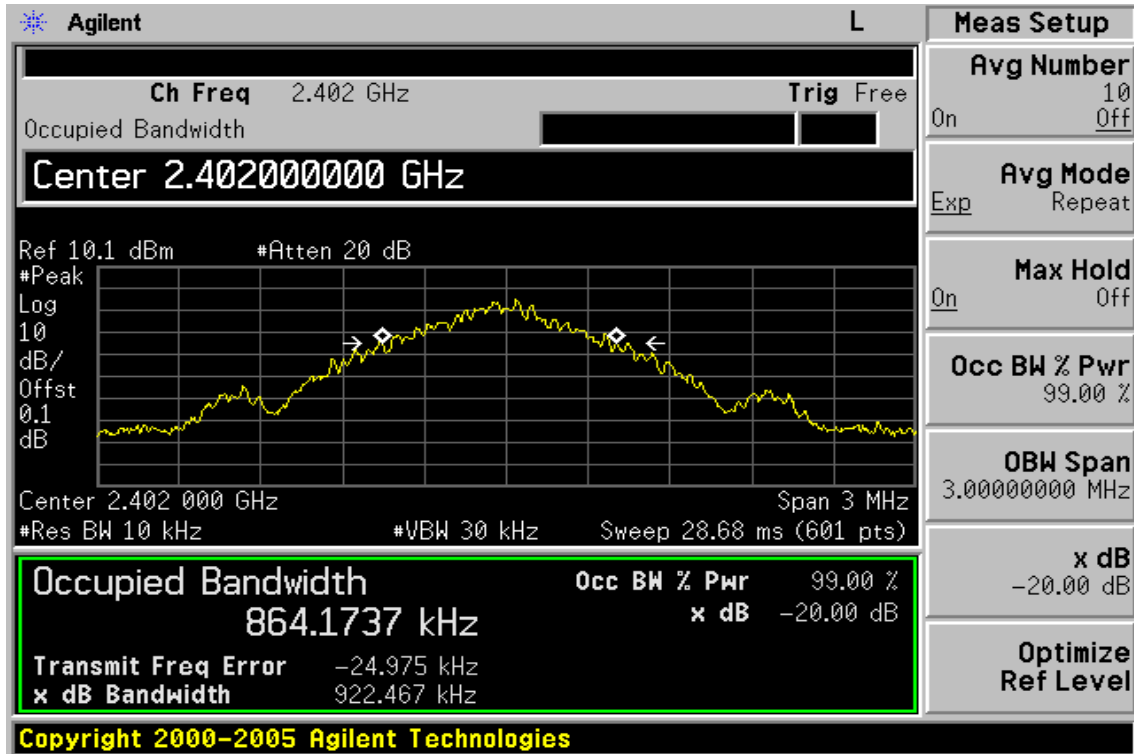 Agilent L
Ch Freq 2.402 GHz Trig Free
Occupied Bandwidth
Center 2.402000000 GHz
Ref 10.1 dBm #Atten 20 dB
#Peak
Log
10
dB/
Offst
0.1
dB
Center 2.402 000 GHz Span 3 MHz
#Res BW 10 kHz #VBW 30 kHz Sweep 28.68 ms (601 pts)
Occupied Bandwidth Occ BW % Pwr 99.00 %
864.1737 kHz x dB -20.00 dB
Transmit Freq Error -24.975 kHz
x dB Bandwidth 922.467 kHz
Copyright 2000-2005 Agilent Technologies
Meas Setup
Avg Number
10
On Off
Avg Mode
Exp Repeat
Max Hold
On Off
Occ BW % Pwr
99.00 %
OBW Span
3.00000000 MHz
x dB
-20.00 dB
Optimize
Ref Level